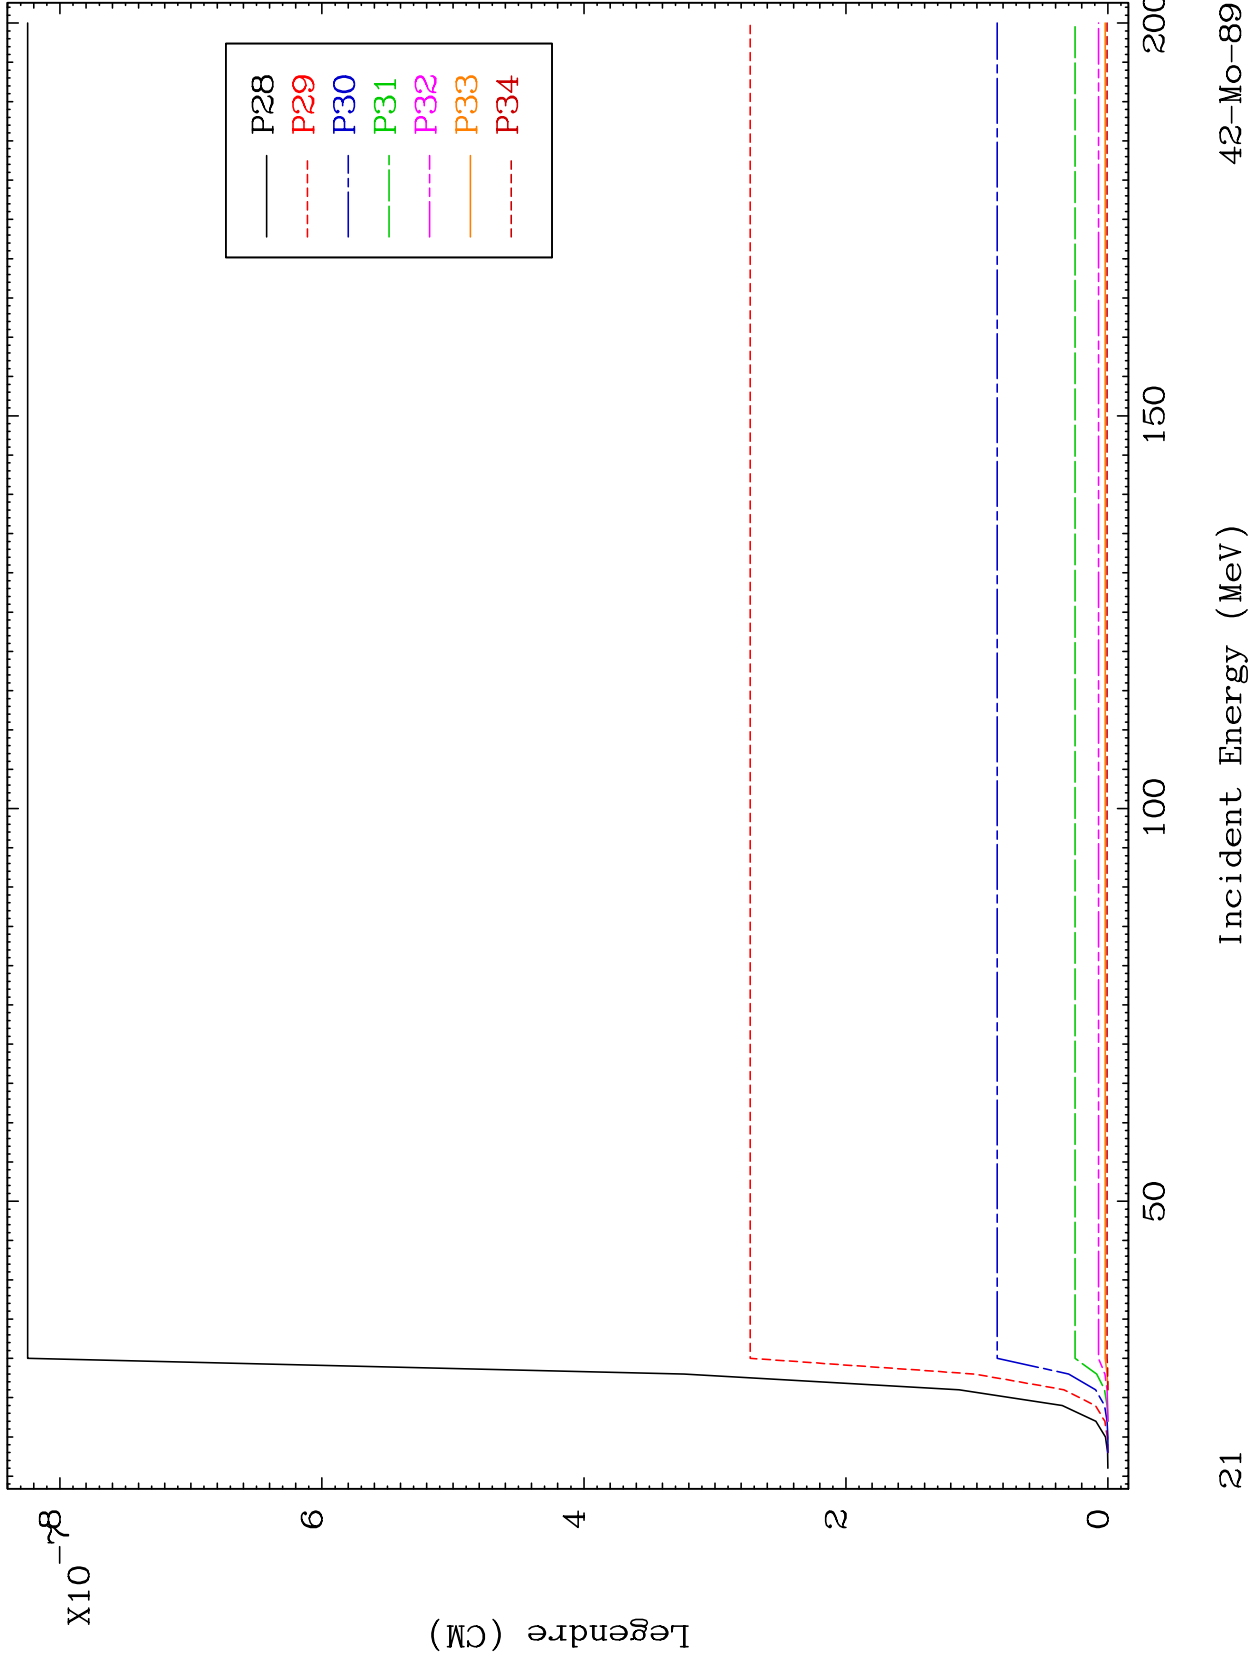 X10^-7
8
6
4
2
0
Legendre (CM)
P28
P29
P30
P31
P32
P33
P34
50
100
150
200
Incident Energy (MeV)
21
42-Mo-89